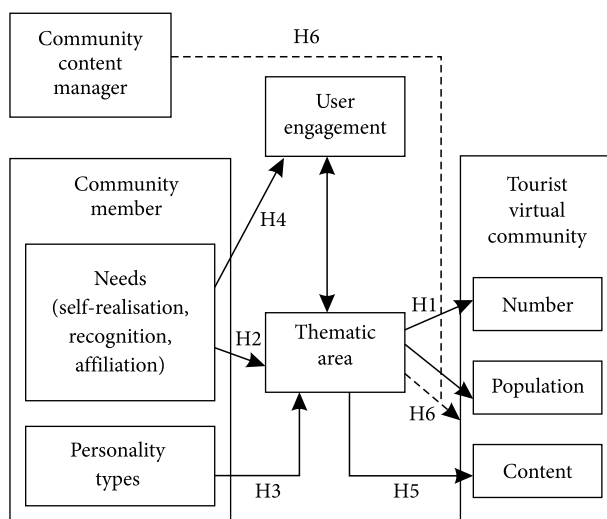 Community
content
manager
H6
User
engagement
Community
member
Tourist
virtual
community
H4
Needs
(self-realisation,
recognition,
affiliation)
H2
Thematic
area
H1
Number
Population
H6
Personality
types
H3
H5
Content